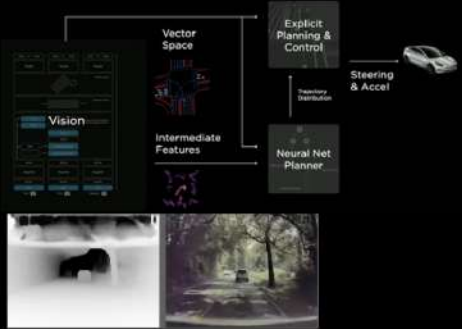 Vector
Space
Explicit
Planning &
Control
Steering
& Accel
Trajectory
Distribution
Vision
Intermediate
Features
Neural Net
Planner